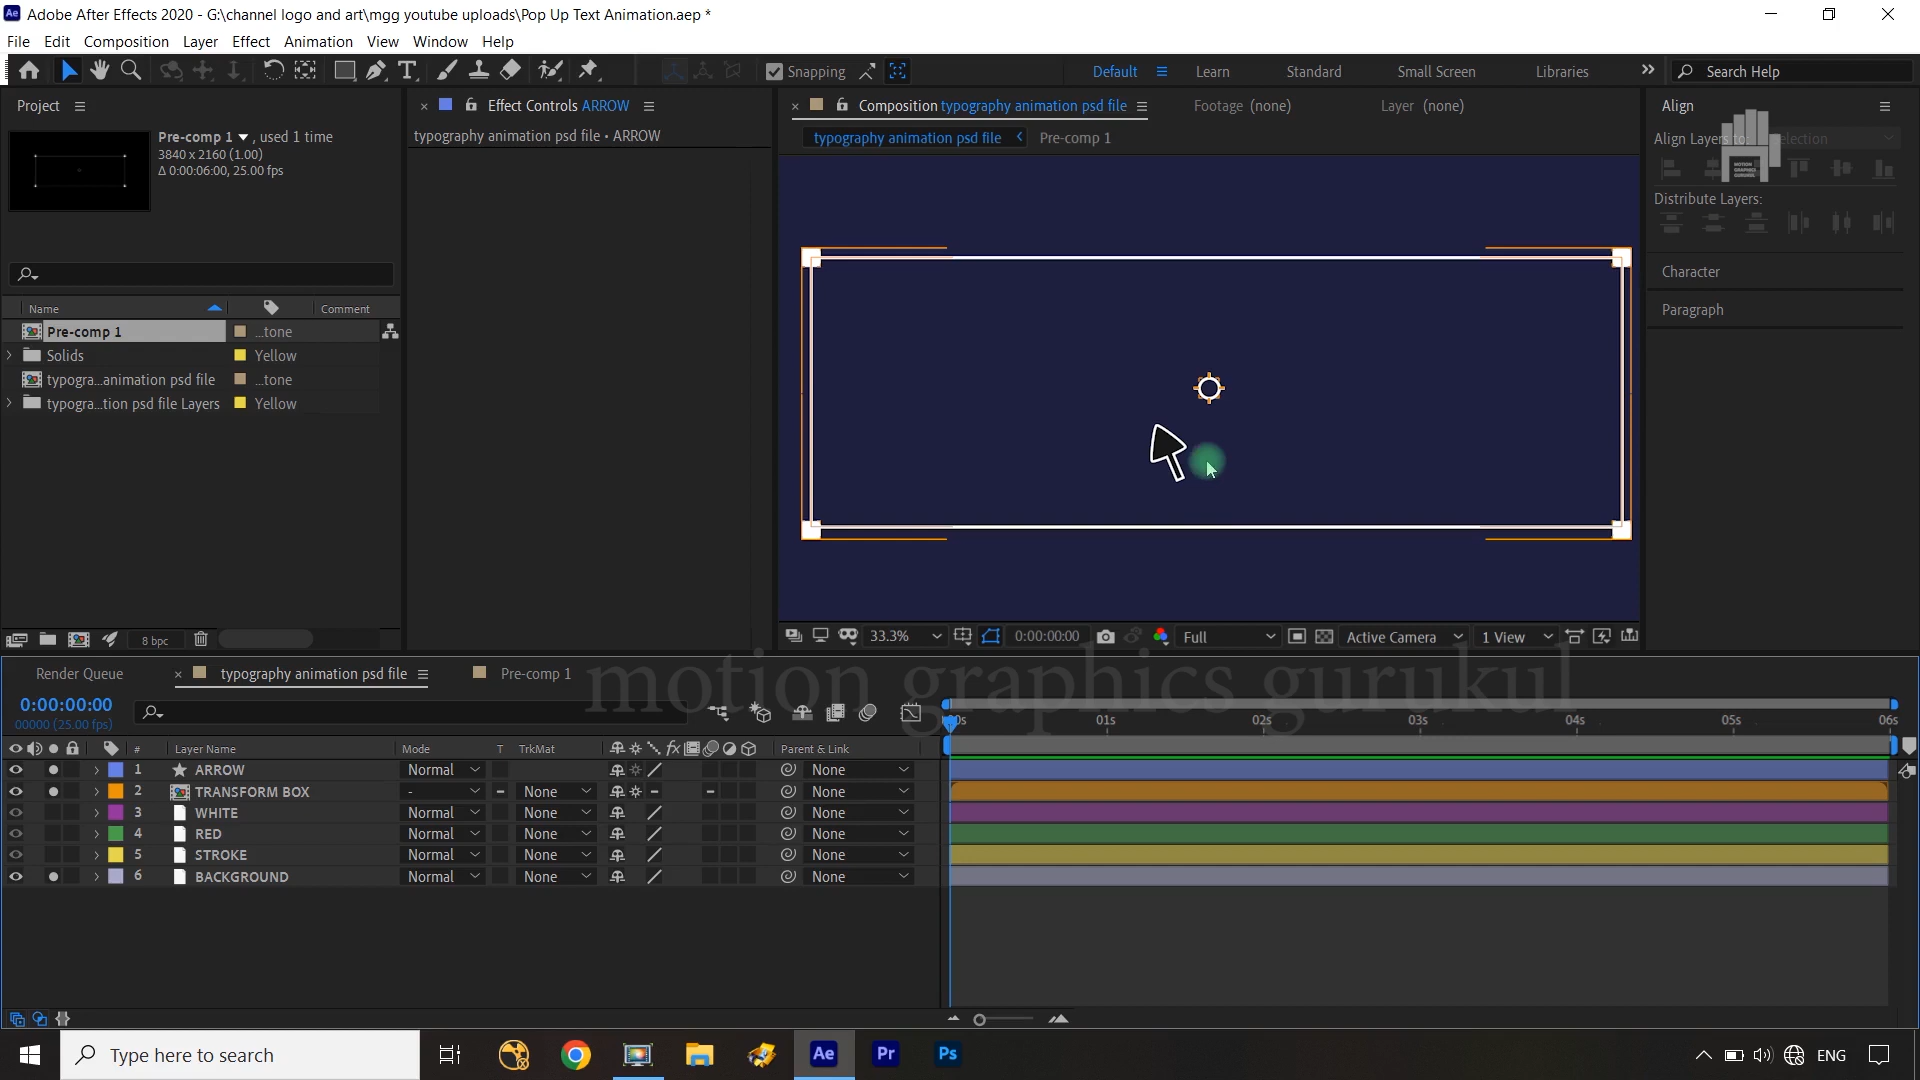 Adobe After Effects 2020 - G:\channel logo and art\mgg youtube uploads\Pop Up Text Animation.aep *
File Edit Composition Layer Effect Animation View Window Help
Snapping Default Learn Standard Small Screen Libraries Search Help
Project
Pre-comp 1 , used 1 time
3840 x 2160 (1.00)
Δ 0:00:06:00, 25.00 fps
Name Comment
Pre-comp 1 ...tone
Solids Yellow
typogra...animation psd file ...tone
typogra...tion psd file Layers Yellow
8 bpc
Effect Controls ARROW
typography animation psd file • ARROW
Composition typography animation psd file Footage (none) Layer (none)
typography animation psd file Pre-comp 1
33.3% 0:00:00:00 Full Active Camera 1 View
Align
Align Layers to: Selection
MOTION
GRAPHICS
GURUKUL
Distribute Layers:
Character
Paragraph
motion graphics gurukul
Render Queue typography animation psd file Pre-comp 1
0:00:00:00
00000 (25.00 fps)
01s 02s 03s 04s 05s 06s
# Layer Name Mode T TrkMat fx Parent & Link
1 ARROW Normal None
2 TRANSFORM BOX - None None
3 WHITE Normal None None
4 RED Normal None None
5 STROKE Normal None None
6 BACKGROUND Normal None None
Type here to search Ae Pr Ps ENG